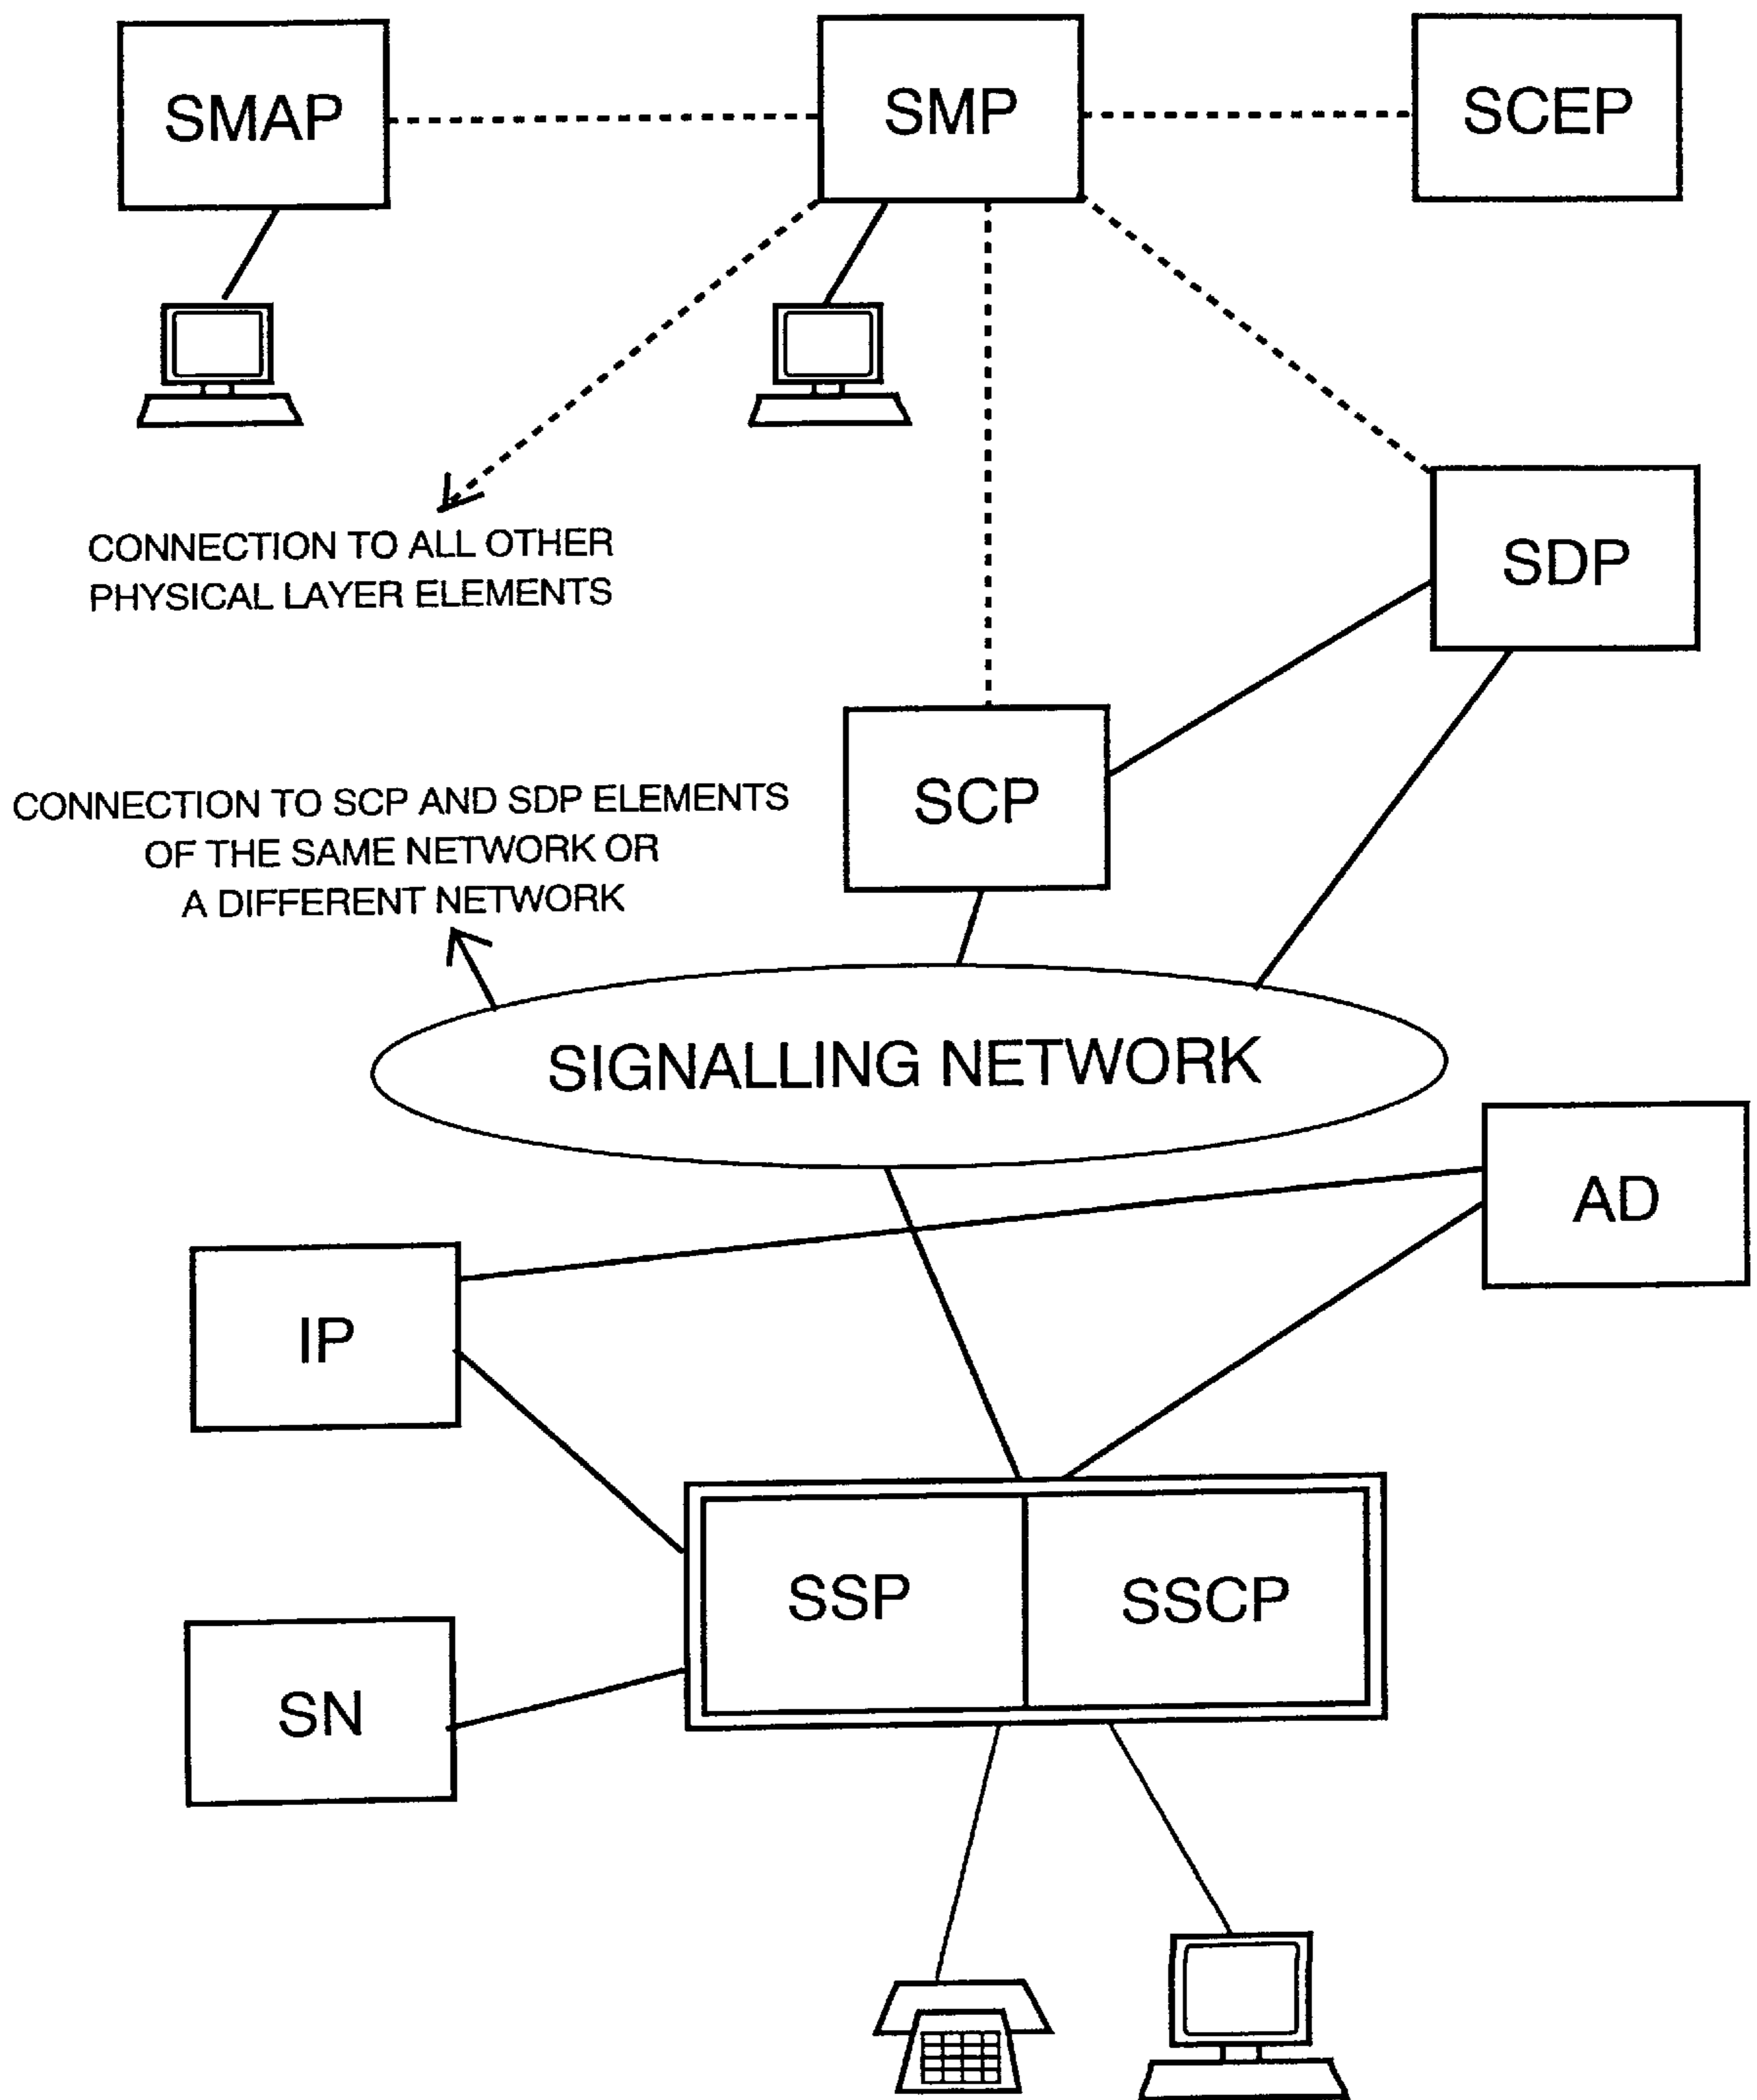 SMAP
SMP
SCEP
CONNECTION TO ALL OTHER
PHYSICAL LAYER ELEMENTS
SDP
SCP
CONNECTION TO SCP AND SDP ELEMENTS
OF THE SAME NETWORK OR
A DIFFERENT NETWORK
SIGNALLING NETWORK
AD
IP
SSP
SSCP
SN